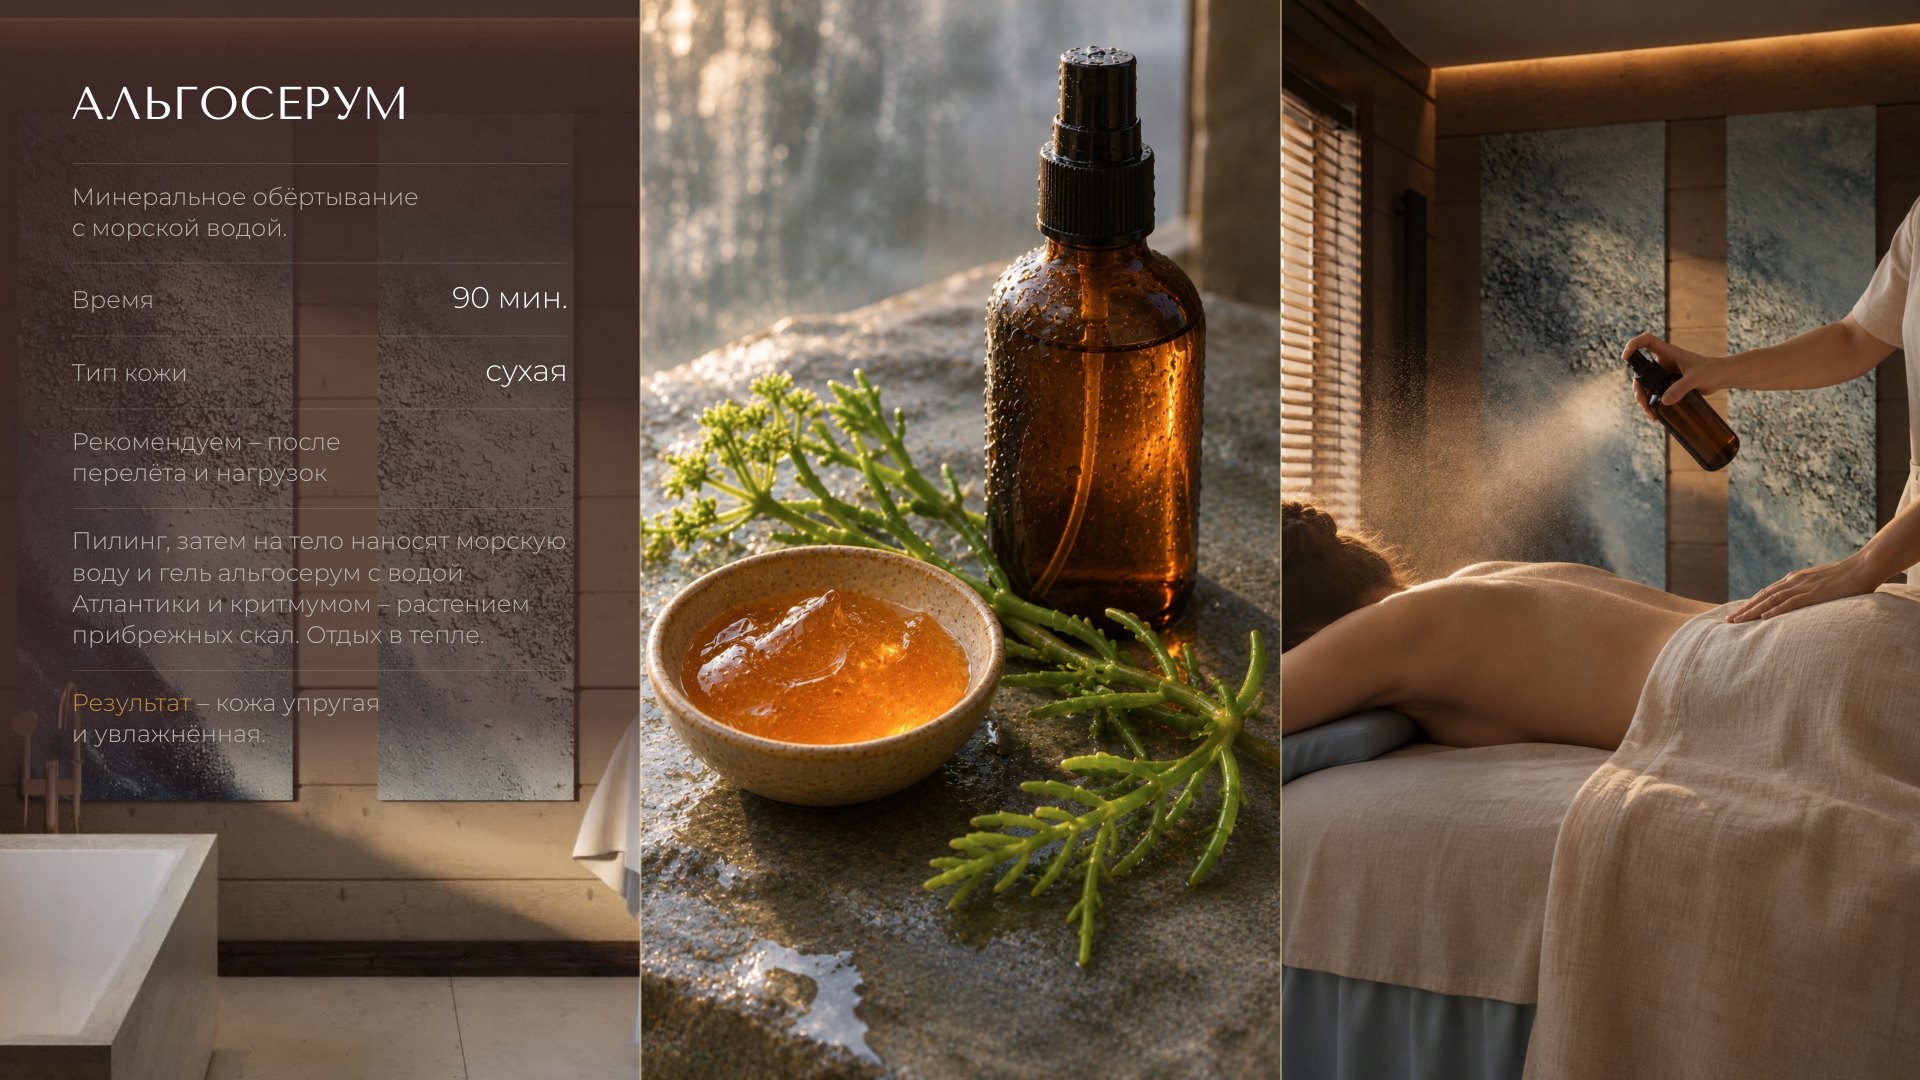 АЛЬГОСЕРУМ
Минеральное обёртывание
с морской водой.
Время 90 мин.
Тип кожи сухая
Рекомендуем – после
перелёта и нагрузок
Пилинг, затем на тело наносят морскую
воду и гель альгосерум с водой
Атлантики и критмумом – растением
прибрежных скал. Отдых в тепле.
Результат – кожа упругая
и увлажнённая.